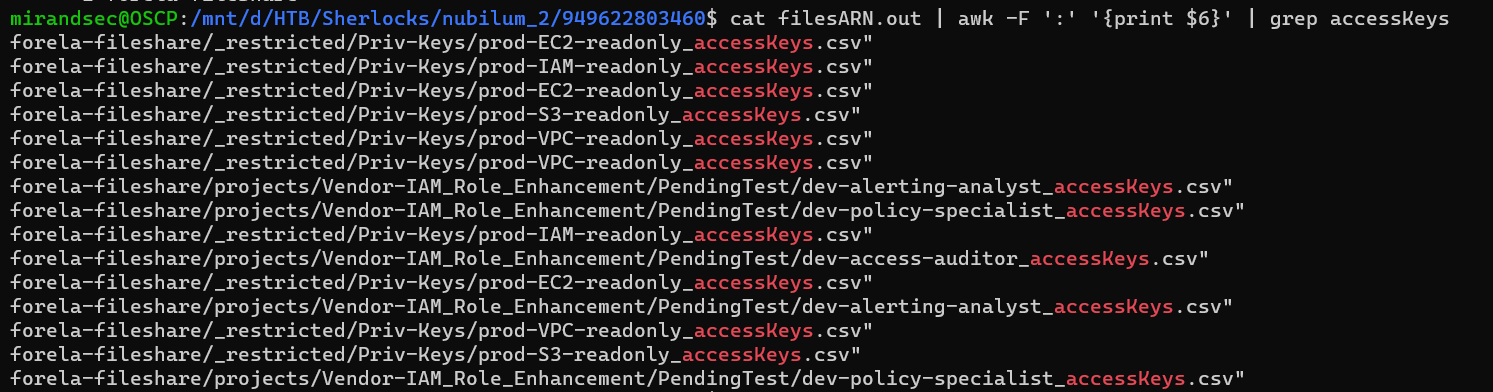 mirandsec@OSCP:/mnt/d/HTB/Sherlocks/nubilum_2/949622803460$ cat filesARN.out | awk -F ':' '{print $6}' | grep accessKeys
forela-fileshare/_restricted/Priv-Keys/prod-EC2-readonly_accessKeys.csv"
forela-fileshare/_restricted/Priv-Keys/prod-IAM-readonly_accessKeys.csv"
forela-fileshare/_restricted/Priv-Keys/prod-EC2-readonly_accessKeys.csv"
forela-fileshare/_restricted/Priv-Keys/prod-S3-readonly_accessKeys.csv"
forela-fileshare/_restricted/Priv-Keys/prod-VPC-readonly_accessKeys.csv"
forela-fileshare/_restricted/Priv-Keys/prod-VPC-readonly_accessKeys.csv"
forela-fileshare/projects/Vendor-IAM_Role_Enhancement/PendingTest/dev-alerting-analyst_accessKeys.csv"
forela-fileshare/projects/Vendor-IAM_Role_Enhancement/PendingTest/dev-policy-specialist_accessKeys.csv"
forela-fileshare/_restricted/Priv-Keys/prod-IAM-readonly_accessKeys.csv"
forela-fileshare/projects/Vendor-IAM_Role_Enhancement/PendingTest/dev-access-auditor_accessKeys.csv"
forela-fileshare/_restricted/Priv-Keys/prod-EC2-readonly_accessKeys.csv"
forela-fileshare/projects/Vendor-IAM_Role_Enhancement/PendingTest/dev-alerting-analyst_accessKeys.csv"
forela-fileshare/_restricted/Priv-Keys/prod-VPC-readonly_accessKeys.csv"
forela-fileshare/_restricted/Priv-Keys/prod-S3-readonly_accessKeys.csv"
forela-fileshare/projects/Vendor-IAM_Role_Enhancement/PendingTest/dev-policy-specialist_accessKeys.csv"